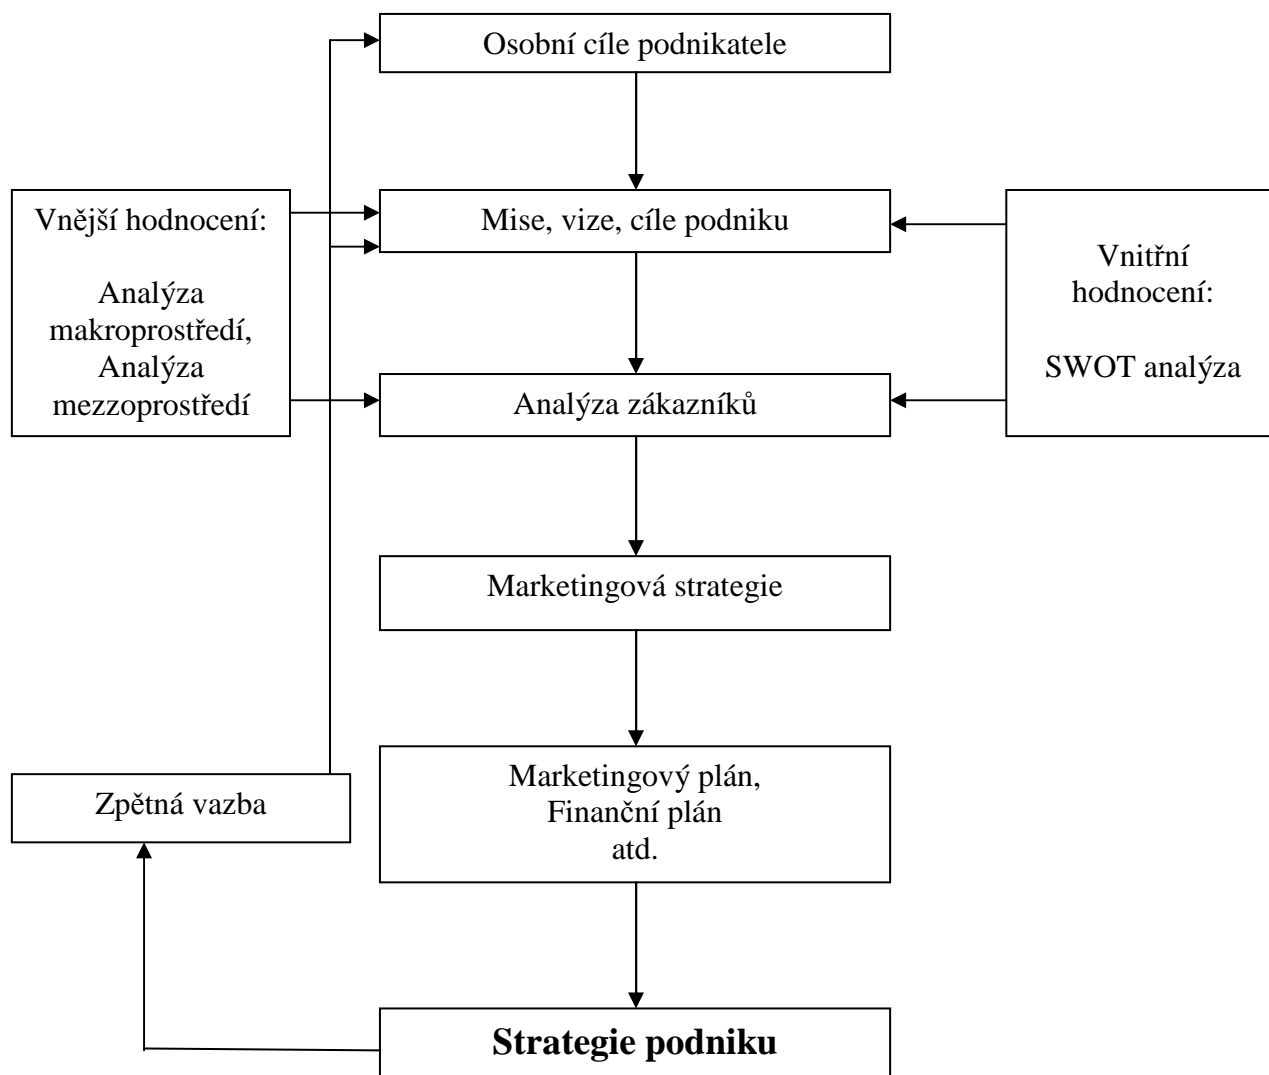 Osobní cíle podnikatele
Vnější hodnocení:
Analýza
makroprostředí,
Analýza
mezzoprostředí
Mise, vize, cíle podniku
Vnitřní
hodnocení:
SWOT analýza
Analýza zákazníků
Marketingová strategie
Zpětná vazba
Marketingový plán,
Finanční plán
atd.
Strategie podniku